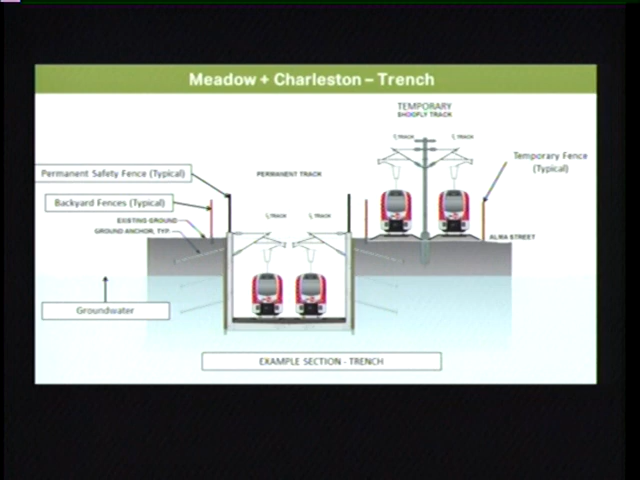 Meadow + Charleston – Trench
TEMPORARY
SHOOFLY TRACK
TRACK
TRACK
Temporary Fence
(Typical)
Permanent Safety Fence (Typical)
PERMANENT TRACK
Backyard Fences (Typical)
EXISTING GROUND
TRACK
TRACK
GROUND ANCHOR, TYP.
ALMA STREET
Groundwater
EXAMPLE SECTION - TRENCH